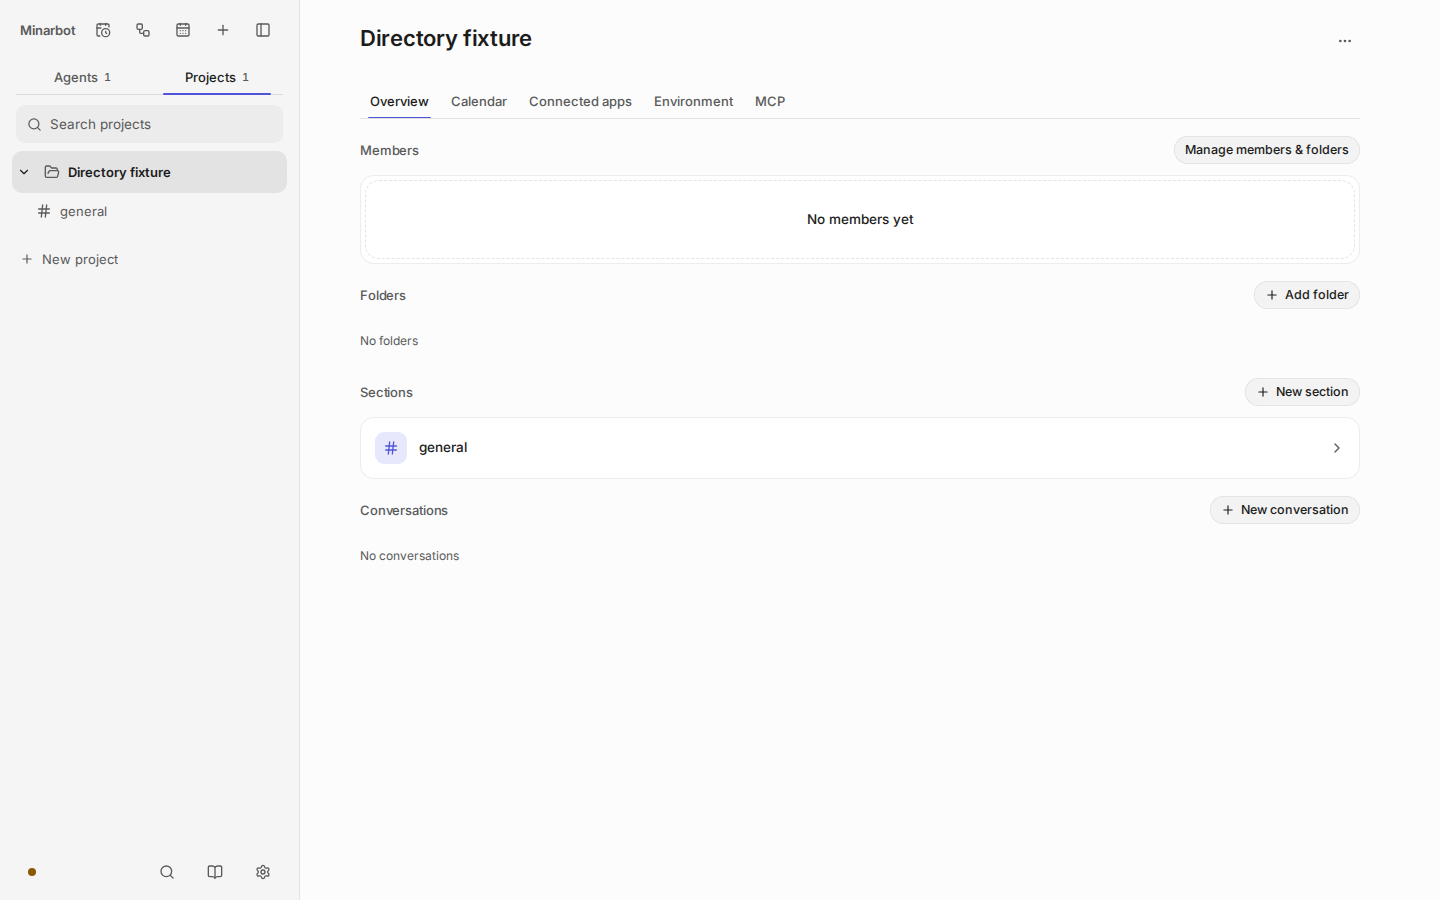 Minarbot
Agents 1
Projects 1
Search projects
Directory fixture
general
New project
Directory fixture
Overview
Calendar
Connected apps
Environment
MCP
Members
Manage members & folders
No members yet
Folders
Add folder
No folders
Sections
New section
general
Conversations
New conversation
No conversations